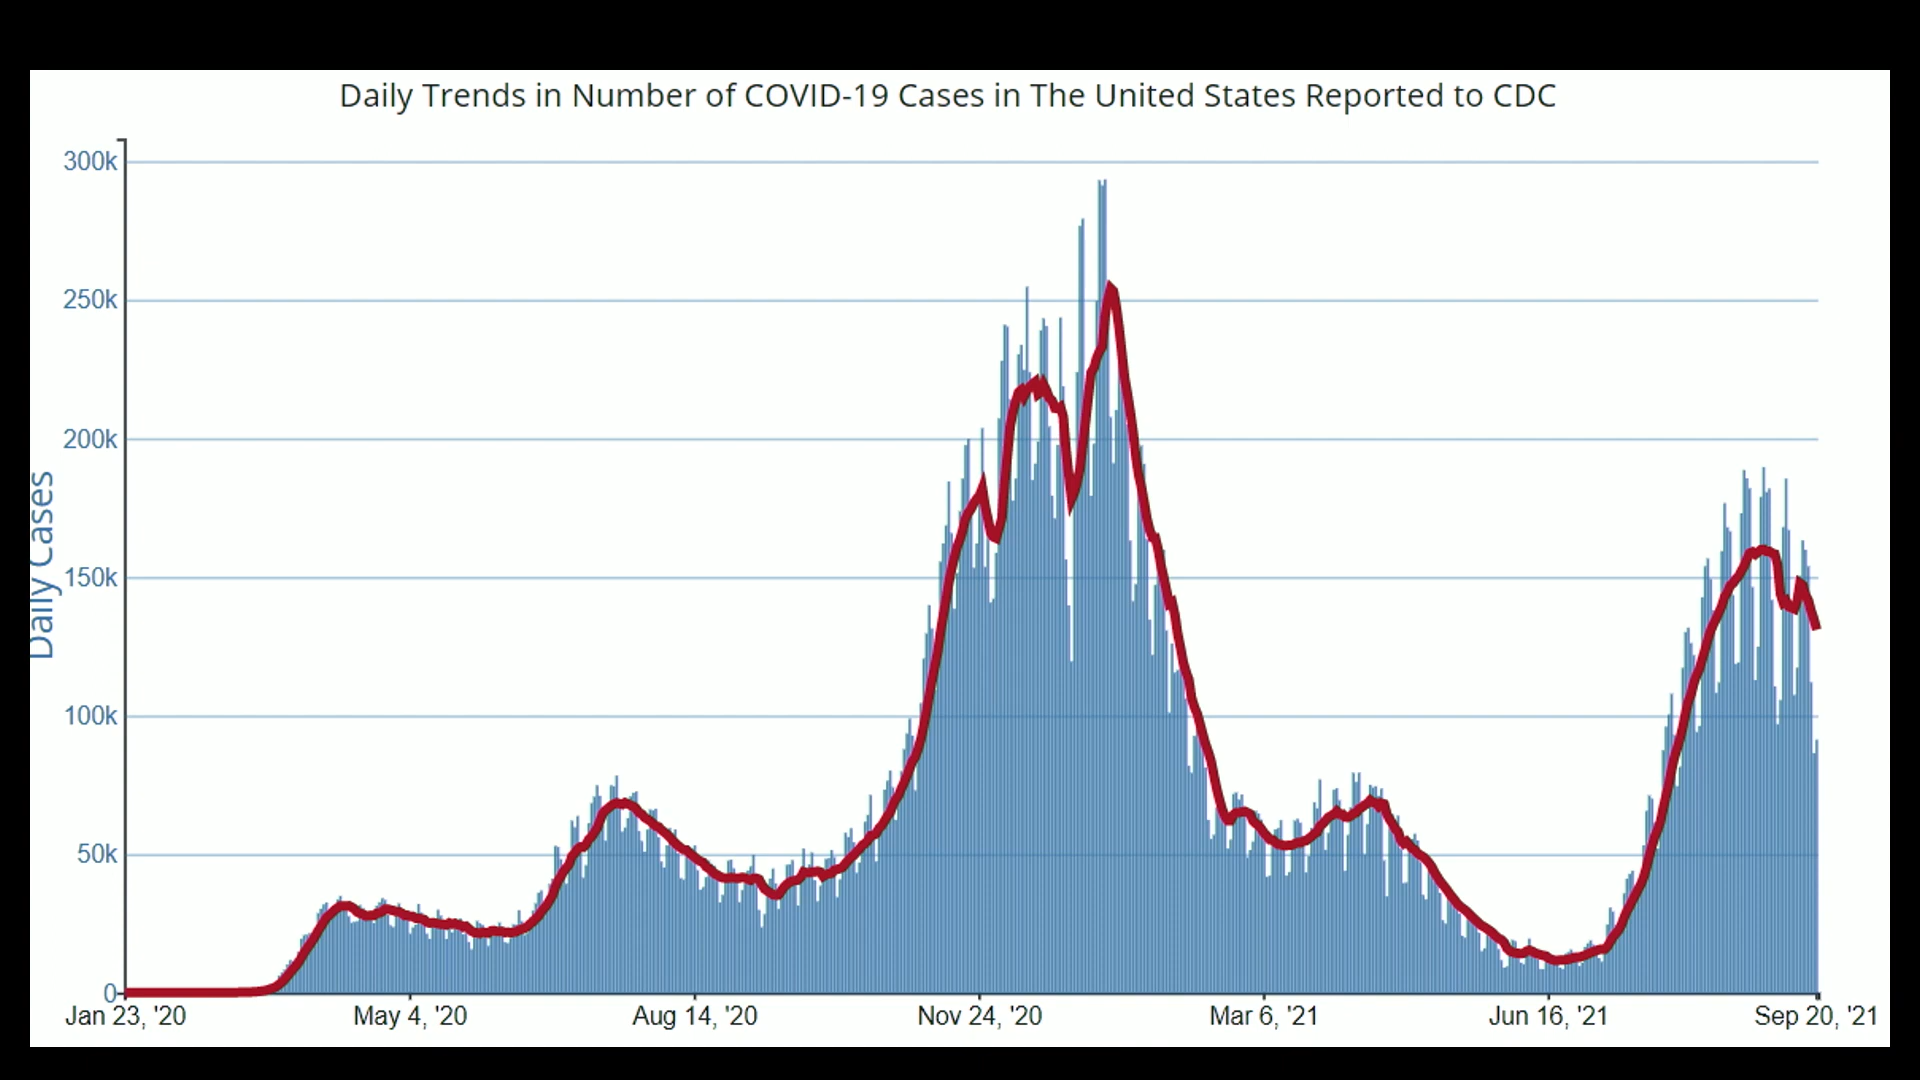 Daily Trends in Number of COVID-19 Cases in The United States Reported to CDC
Daily Cases
300k
250k
200k
150k
100k
50k
0
Jan 23, '20 May 4, '20 Aug 14, '20 Nov 24, '20 Mar 6, '21 Jun 16, '21 Sep 20, '21